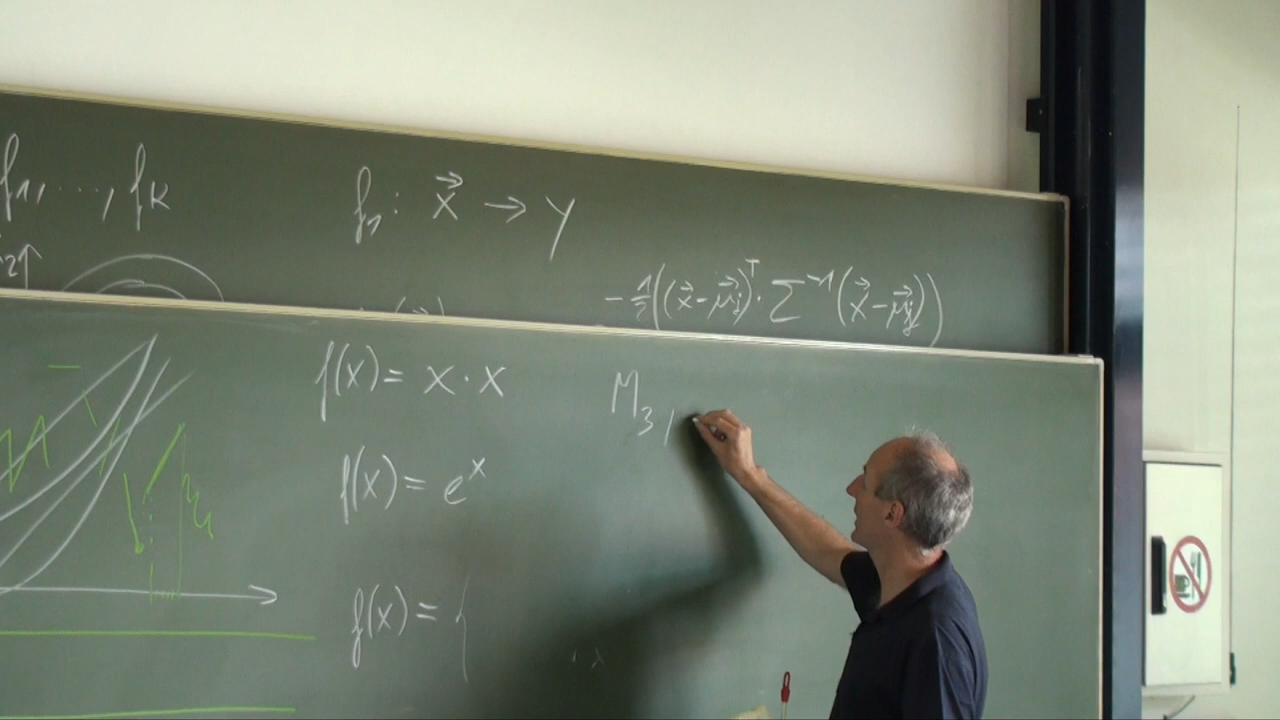 f₁, ..., fₖ
f₁: x⃗ → y
-½((x⃗-μ⃗ⱼ)ᵀ·Σ⁻¹(x⃗-μ⃗ⱼ))
f(x) = x · x
M₃,
f(x) = eˣ
f(x) = {